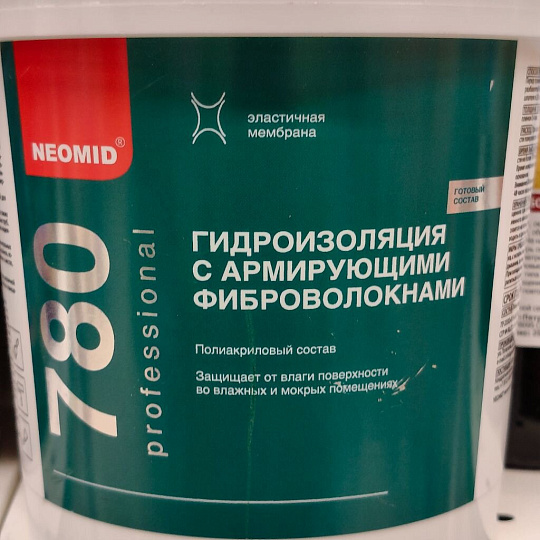 NEOMID®
эластичная
мембрана
ГОТОВЫЙ
СОСТАВ
780
professional
ГИДРОИЗОЛЯЦИЯ
С АРМИРУЮЩИМИ
ФИБРОВОЛОКНАМИ
Полиакриловый состав
Защищает от влаги поверхности
во влажных и мокрых помещениях